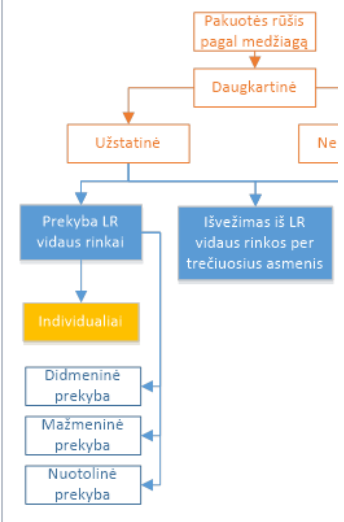 Pakuotės rūšis
pagal medžiagą
Daugkartinė
Užstatinė
Prekyba LR
vidaus rinkai
Išvežimas iš LR
vidaus rinkos per
trečiuosius asmenis
Individualiai
Didmeninė
prekyba
Mažmeninė
prekyba
Nuotolinė
prekyba